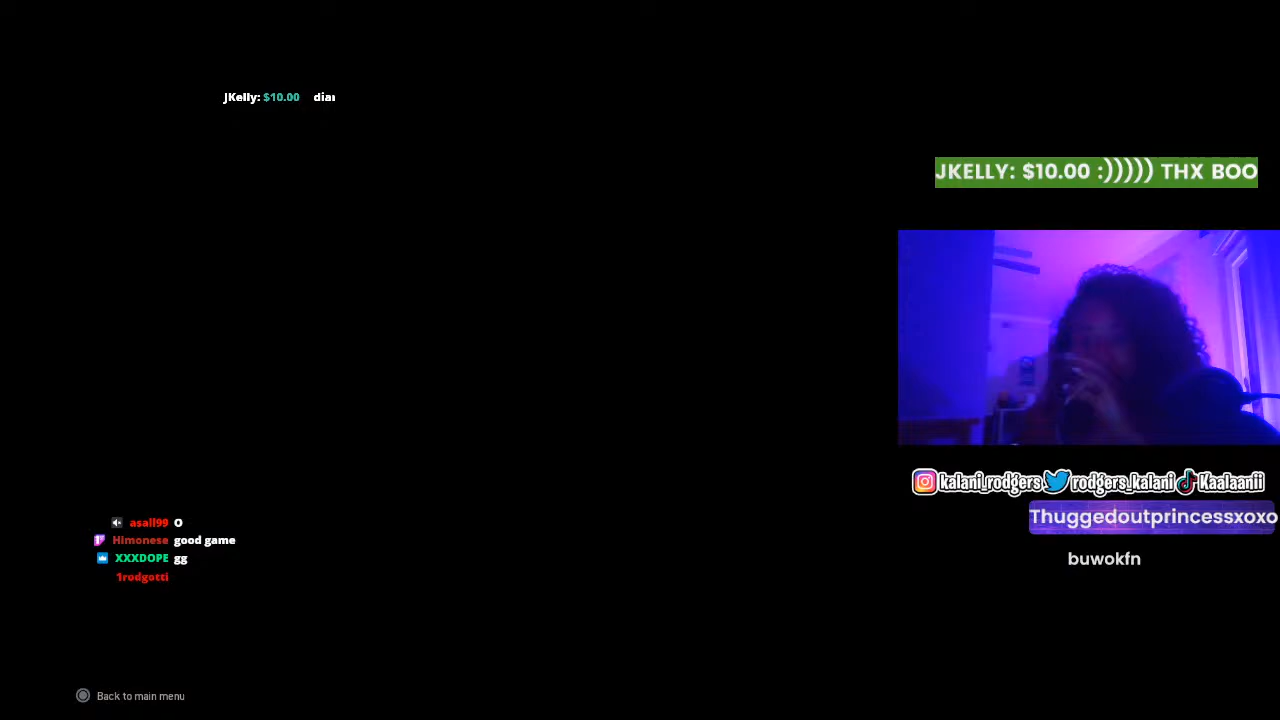 JKelly: $10.00 diaı
JKELLY: $10.00 :))))) THX BOO
kalani_rodgers rodgers_kalani Kaalaanii
Thuggedoutprincessxoxo
asall99 O
Himonese good game
XXXDOPE gg
buwokfn
1rodgotti
Back to main menu